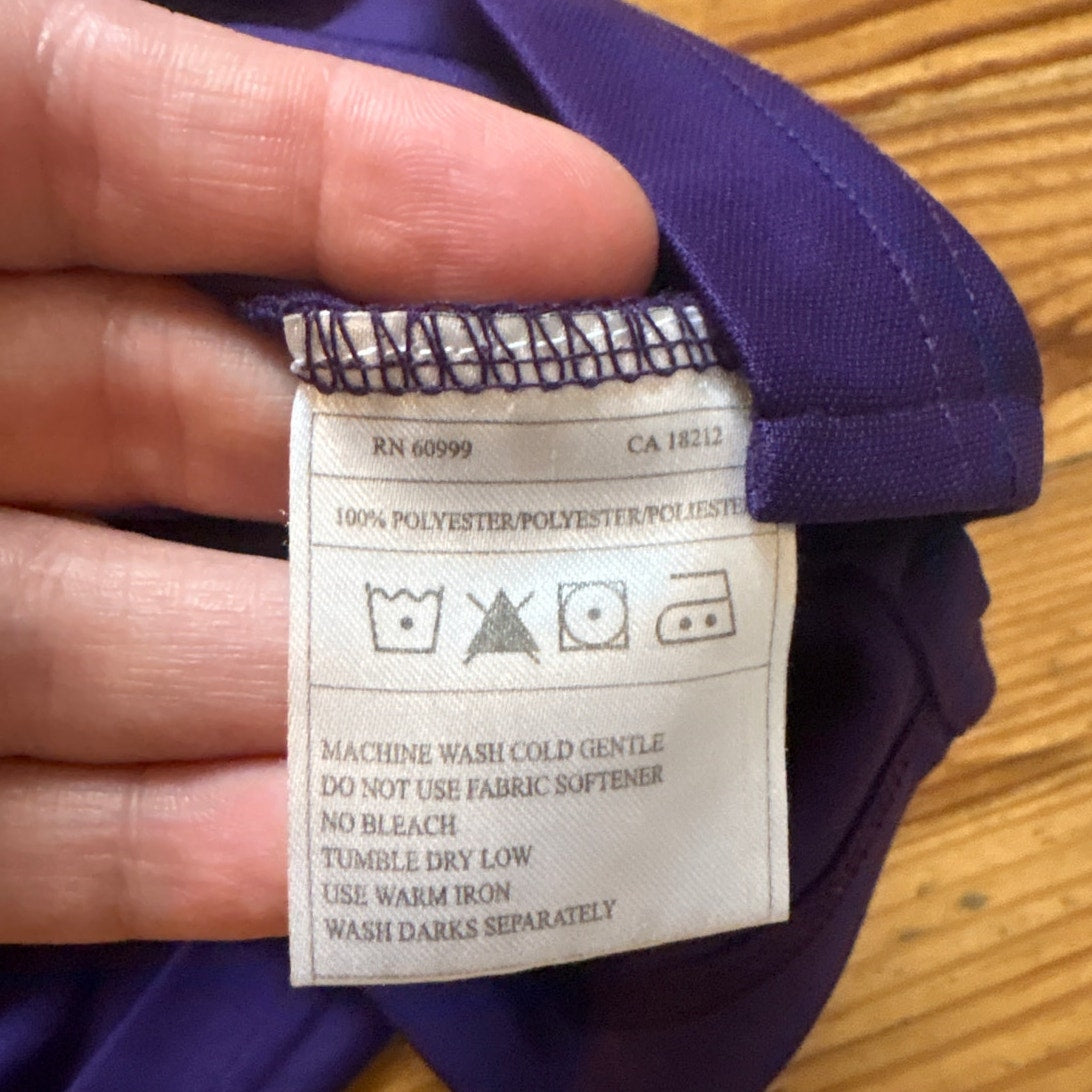 RN 60999 CA 18212
100% POLYESTER/POLYESTER/POLIESTE
MACHINE WASH COLD GENTLE
DO NOT USE FABRIC SOFTENER
NO BLEACH
TUMBLE DRY LOW
USE WARM IRON
WASH DARKS SEPARATELY